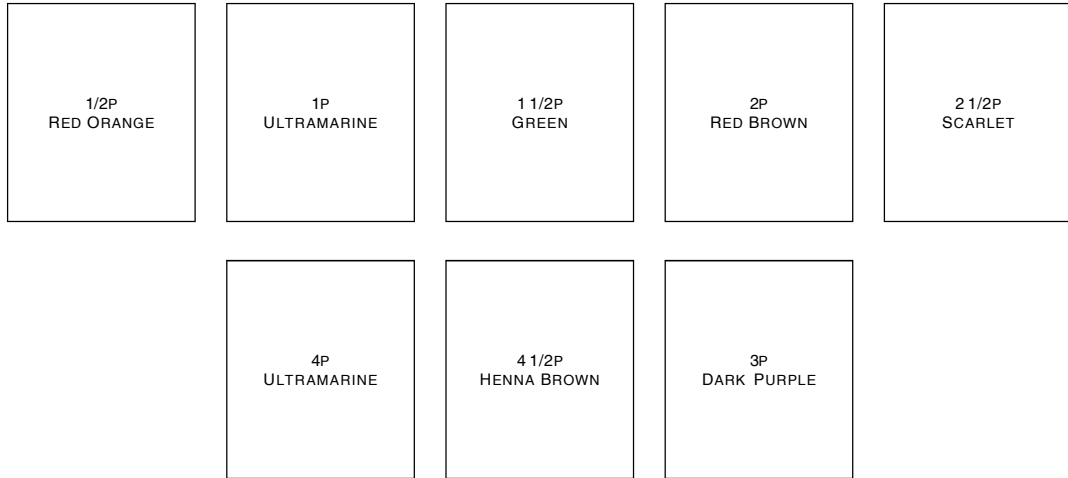 1/2P
RED ORANGE
1P
ULTRAMARINE
1 1/2P
GREEN
2P
RED BROWN
2 1/2P
SCARLET
4P
ULTRAMARINE
4 1/2P
HENNA BROWN
3P
DARK PURPLE